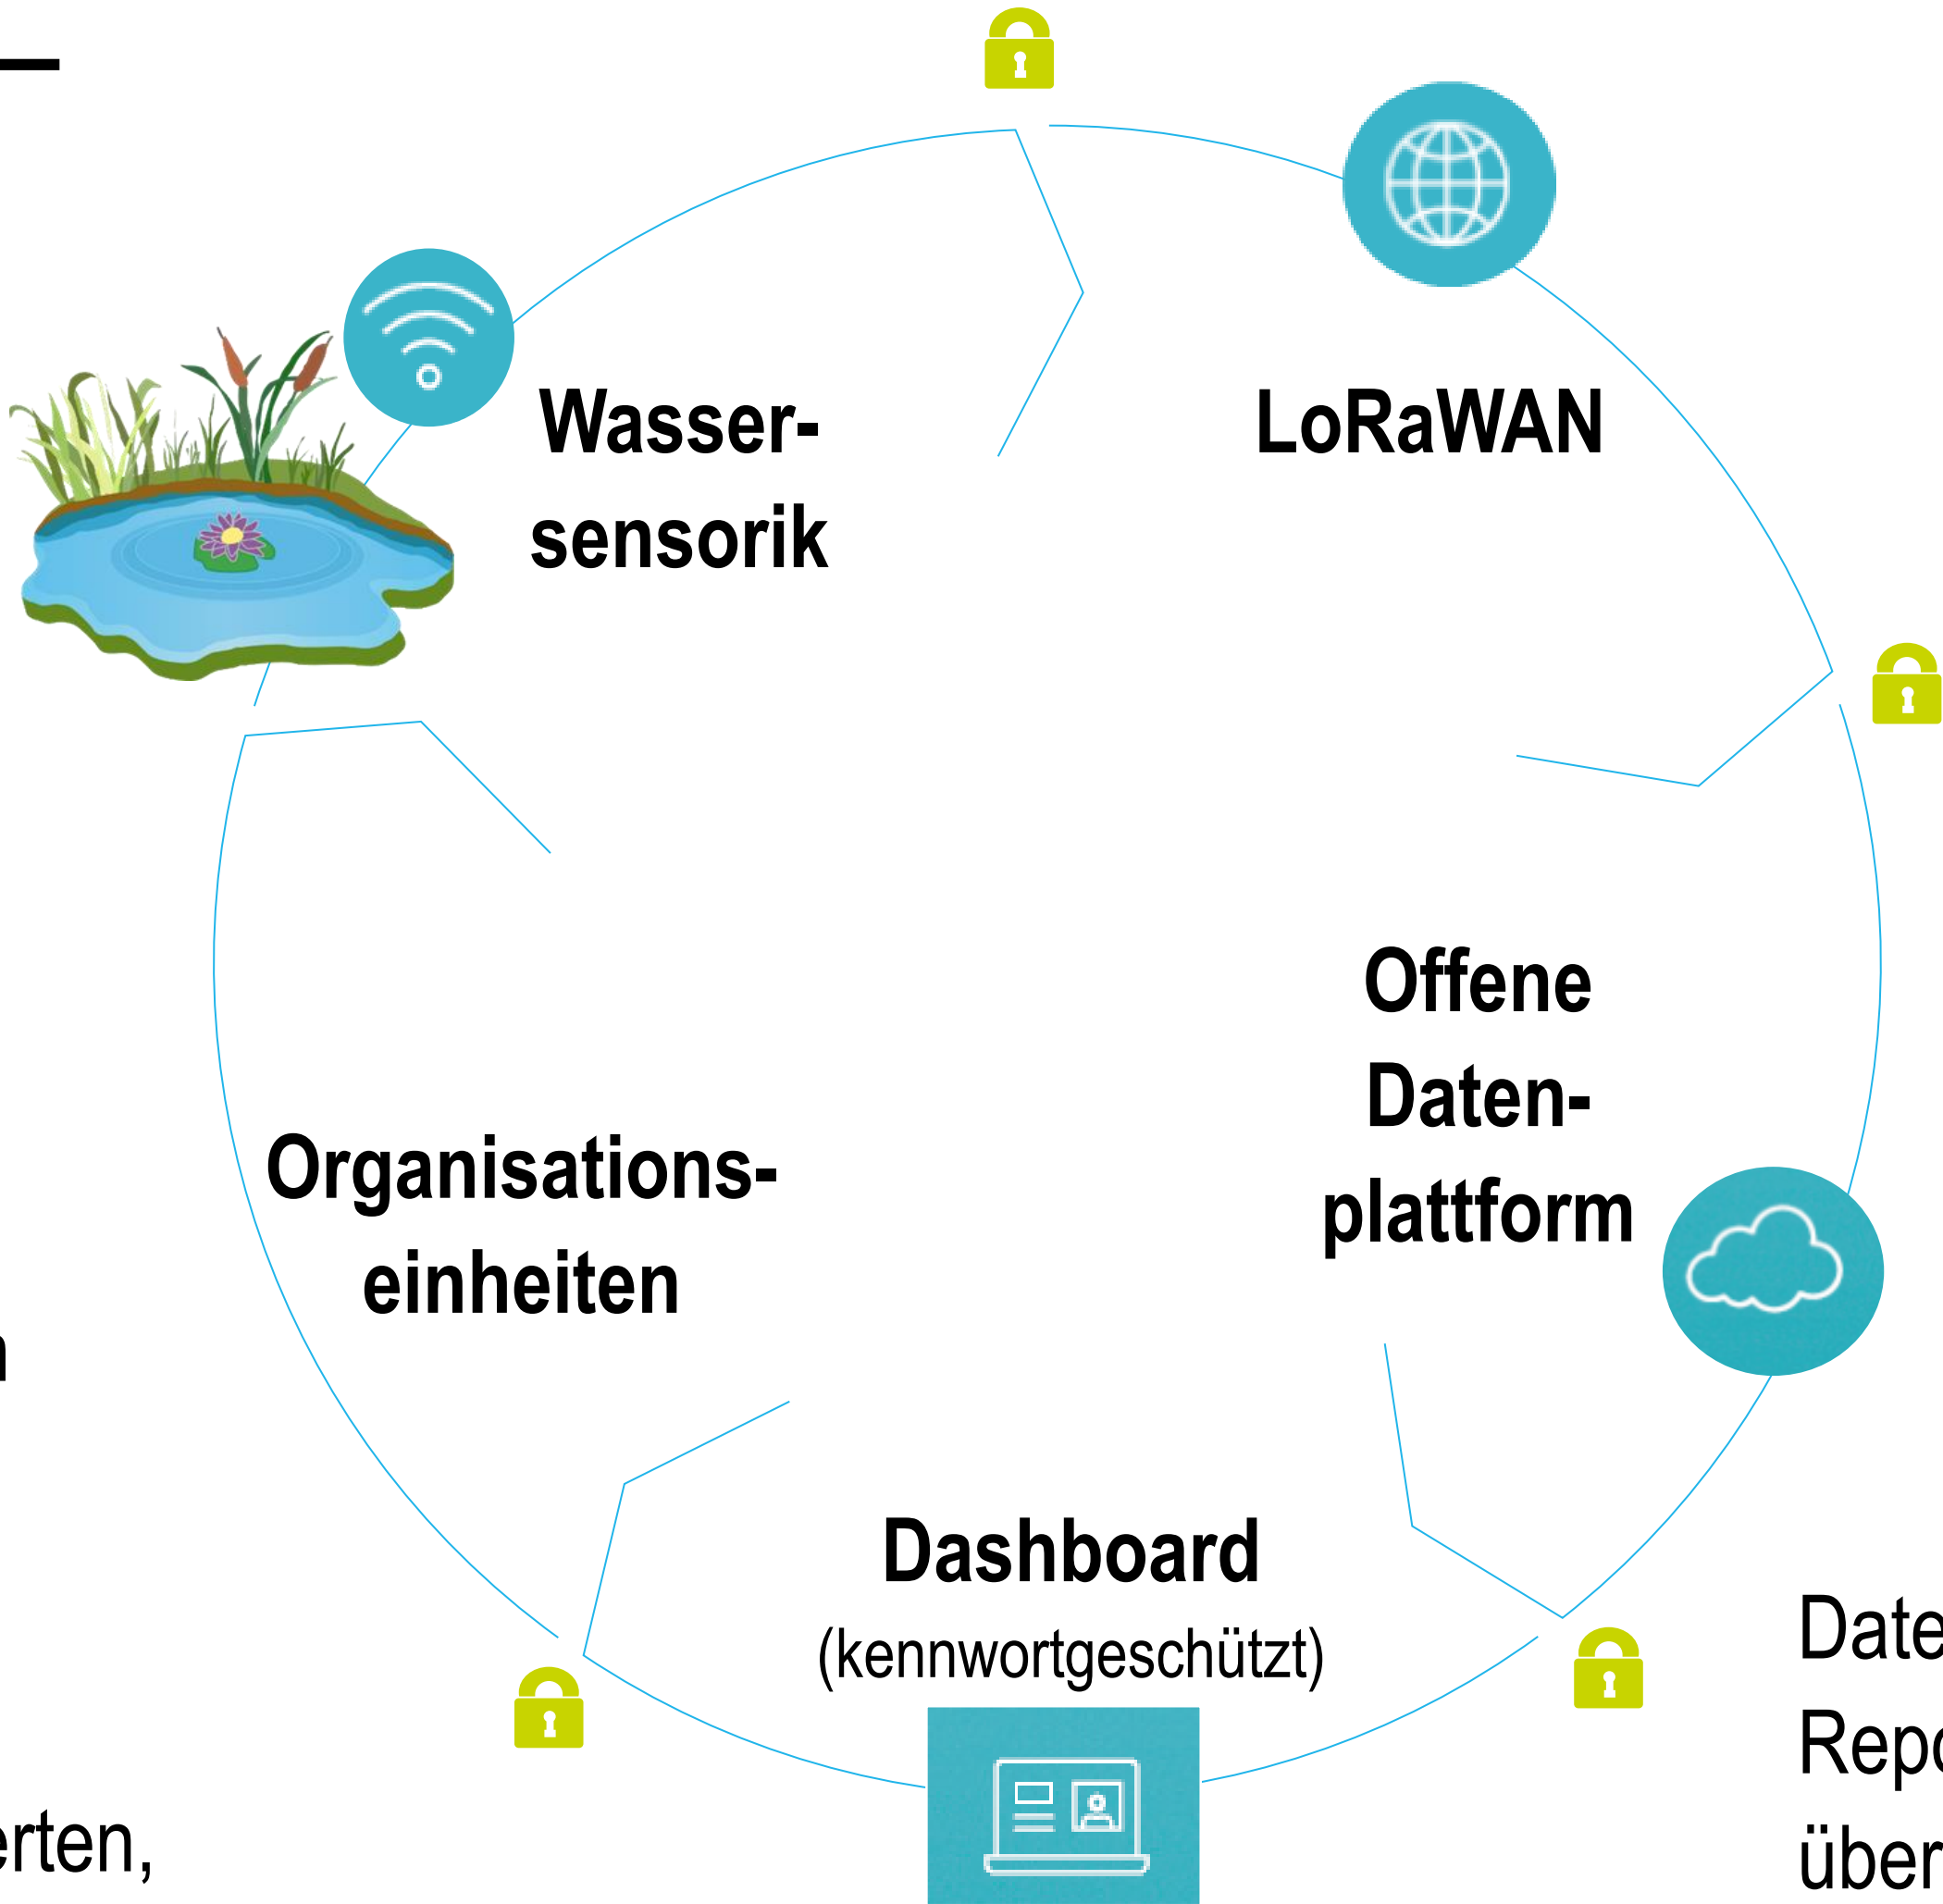 Wasser-
sensorik
LoRaWAN
Offene
Daten-
plattform
Organisations-
einheiten
Dashboard
(kennwortgeschützt)